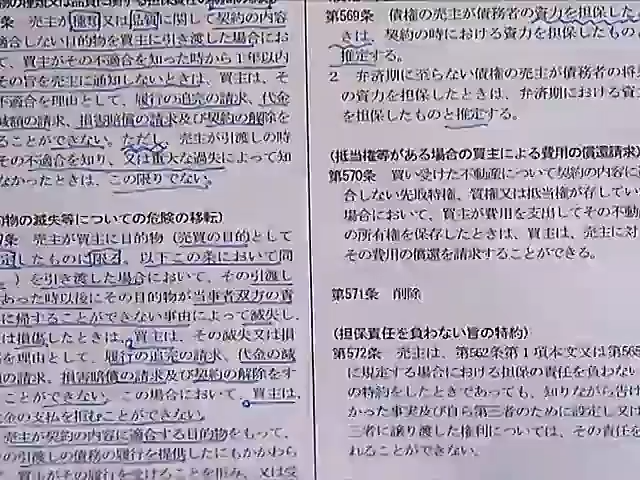 売主が種類又は品質に関して契約の内容
適合しない目的物を買主に引き渡した場合にお
て、買主がその不適合を知った時から1年以内
その旨を売主に通知しないときは、買主は、そ
不適合を理由として、履行の追完の請求、代金
減額の請求、損害賠償の請求及び契約の解除を
ることができない。ただし、売主が引渡しの時
その不適合を知り、又は重大な過失によって知
なかったときは、この限りでない。
的物の滅失等についての危険の移転)
条 売主が買主に目的物(売買の目的として
定したものに限る。以下この条において同
。)を引き渡した場合において、その引渡し
あった時以後にその目的物が当事者双方の責
に帰することができない事由によって滅失し、
は損傷したときは、買主は、その滅失又は損
を理由として、履行の追完の請求、代金の減
の請求、損害賠償の請求及び契約の解除をす
ことができない。この場合において、買主は、
金の支払を拒むことができない。
売主が契約の内容に適合する目的物をもって、
の引渡しの債務の履行を提供したにもかかわら
、買主がその履行を受けることを拒み、又は受
第569条 債権の売主が債務者の資力を担保した
きは、契約の時における資力を担保したもの
推定する。
2 弁済期に至らない債権の売主が債務者の将
の資力を担保したときは、弁済期における資
を担保したものと推定する。
(抵当権等がある場合の買主による費用の償還請求)
第570条 買い受けた不動産について契約の内容に
合しない先取特権、質権又は抵当権が存してい
場合において、買主が費用を支出してその不動
の所有権を保存したときは、買主は、売主に対
その費用の償還を請求することができる。
第571条 削除
(担保責任を負わない旨の特約)
第572条 売主は、第562条第1項本文又は第565
に規定する場合における担保の責任を負わない
の特約をしたときであっても、知りながら告げ
かった事実及び自ら第三者のために設定し又は
三者に譲り渡した権利については、その責任を
れることができない。